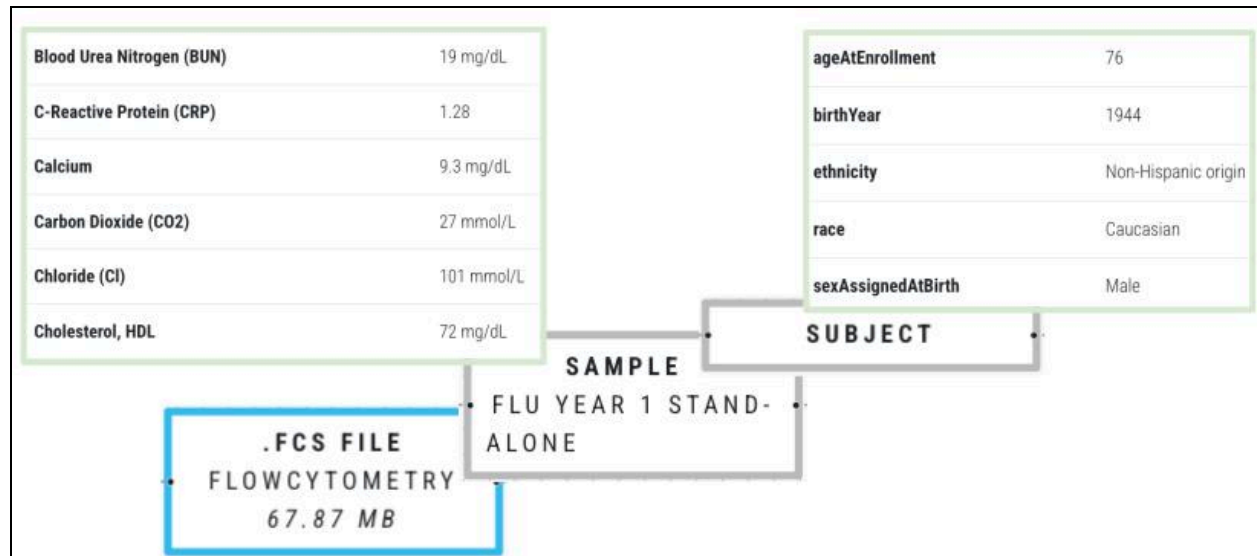 Blood Urea Nitrogen (BUN) 19 mg/dL
C-Reactive Protein (CRP) 1.28
Calcium 9.3 mg/dL
Carbon Dioxide (CO2) 27 mmol/L
Chloride (Cl) 101 mmol/L
Cholesterol, HDL 72 mg/dL
ageAtEnrollment 76
birthYear 1944
ethnicity Non-Hispanic origin
race Caucasian
sexAssignedAtBirth Male
SUBJECT
SAMPLE
FLU YEAR 1 STAND-
ALONE
.FCS FILE
FLOWCYTOMETRY
67.87 MB